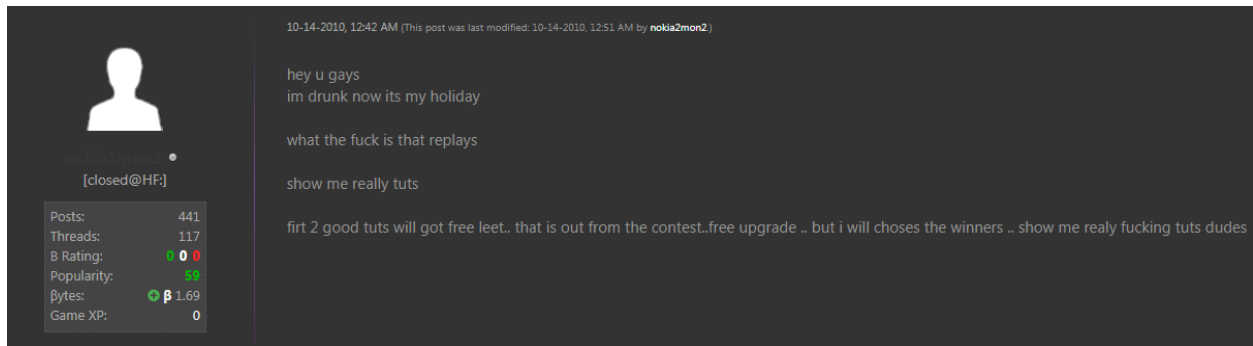 10-14-2010, 12:42 AM (This post was last modified: 10-14-2010, 12:51 AM by nokia2mon2.)
hey u gays
im drunk now its my holiday
what the fuck is that replays
show me really tuts
firt 2 good tuts will got free leet.. that is out from the contest..free upgrade .. but i will choses the winners .. show me realy fucking tuts dudes
nokia2mon2
[closed@HF:]
Posts: 441
Threads: 117
B Rating: 0 0 0
Popularity: 59
βytes: β 1.69
Game XP: 0